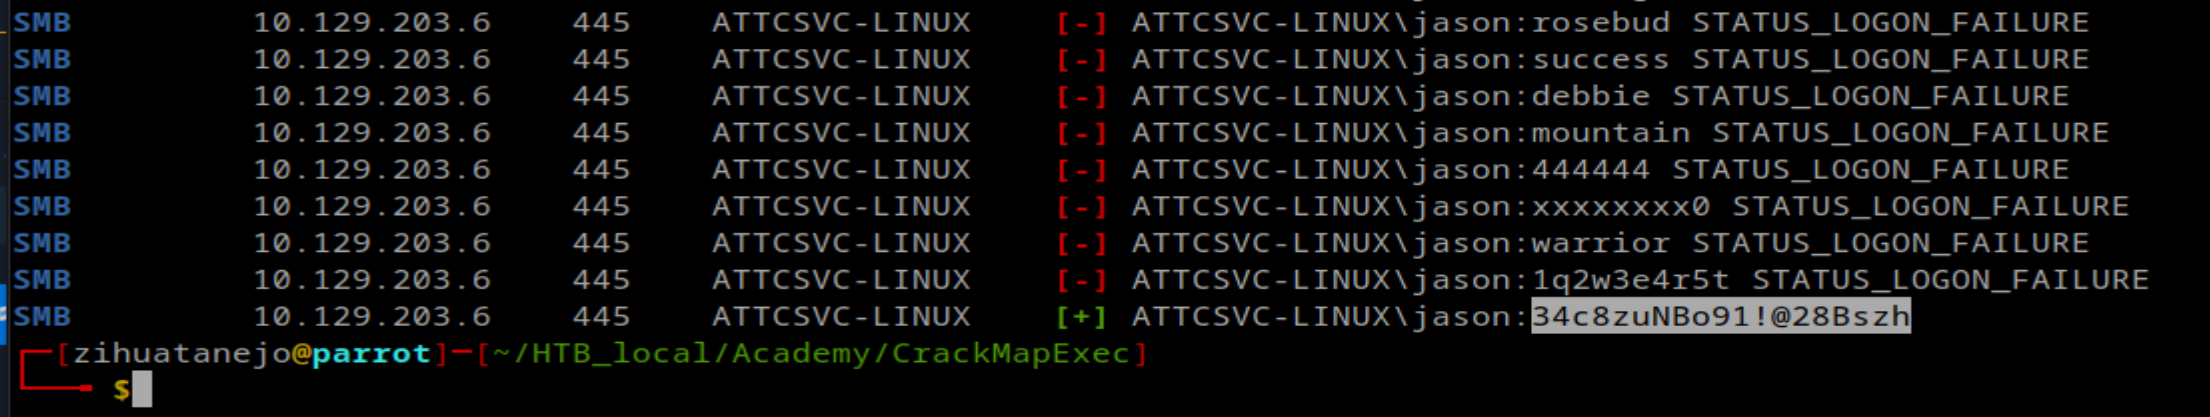 SMB 10.129.203.6 445 ATTCSVC-LINUX [-] ATTCSVC-LINUX\jason:rosebud STATUS_LOGON_FAILURE
SMB 10.129.203.6 445 ATTCSVC-LINUX [-] ATTCSVC-LINUX\jason:success STATUS_LOGON_FAILURE
SMB 10.129.203.6 445 ATTCSVC-LINUX [-] ATTCSVC-LINUX\jason:debbie STATUS_LOGON_FAILURE
SMB 10.129.203.6 445 ATTCSVC-LINUX [-] ATTCSVC-LINUX\jason:mountain STATUS_LOGON_FAILURE
SMB 10.129.203.6 445 ATTCSVC-LINUX [-] ATTCSVC-LINUX\jason:444444 STATUS_LOGON_FAILURE
SMB 10.129.203.6 445 ATTCSVC-LINUX [-] ATTCSVC-LINUX\jason:xxxxxxxx0 STATUS_LOGON_FAILURE
SMB 10.129.203.6 445 ATTCSVC-LINUX [-] ATTCSVC-LINUX\jason:warrior STATUS_LOGON_FAILURE
SMB 10.129.203.6 445 ATTCSVC-LINUX [-] ATTCSVC-LINUX\jason:1q2w3e4r5t STATUS_LOGON_FAILURE
SMB 10.129.203.6 445 ATTCSVC-LINUX [+] ATTCSVC-LINUX\jason:34c8zuNBo91!@28Bszh
[zihuatanejo@parrot]─[~/HTB_local/Academy/CrackMapExec]
$